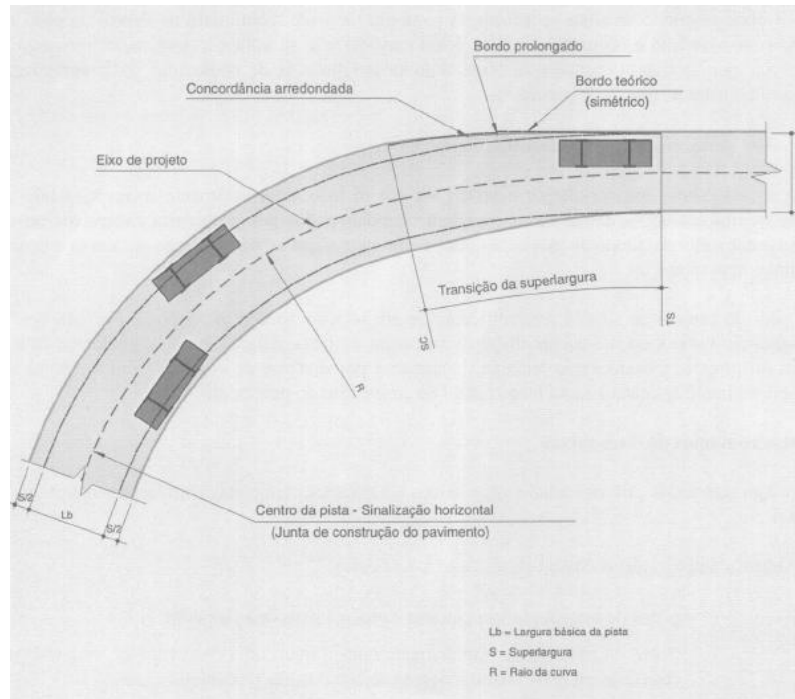 Bordo prolongado
Bordo teórico
(simétrico)
Concordância arredondada
Eixo de projeto
Transição da superlargura
SC
ST
R
S/2
Lb
S/2
Centro da pista - Sinalização horizontal
(Junta de construção do pavimento)
Lb = Largura básica da pista
S = Superlargura
R = Raio da curva